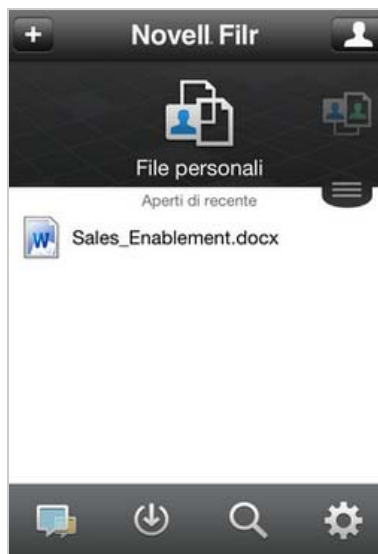 Novell Filr
File personali
Aperti di recente
Sales_Enablement.docx